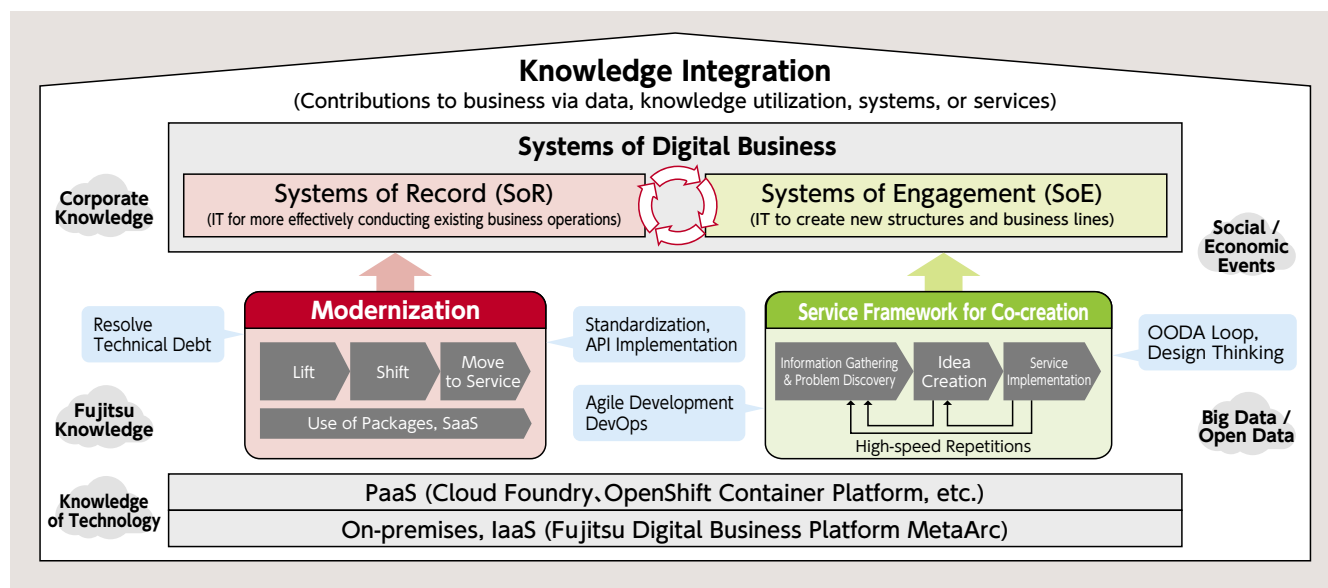 Knowledge Integration
(Contributions to business via data, knowledge utilization, systems, or services)
Systems of Digital Business
Systems of Record (SoR)
(IT for more effectively conducting existing business operations)
Systems of Engagement (SoE)
(IT to create new structures and business lines)
Corporate
Knowledge
Social /
Economic
Events
Modernization
Resolve
Technical Debt
Lift
Shift
Move
to Service
Use of Packages, SaaS
Standardization,
API Implementation
Agile Development
DevOps
Service Framework for Co-creation
Information Gathering
& Problem Discovery
Idea
Creation
Service
Implementation
High-speed Repetitions
OODA Loop,
Design Thinking
Fujitsu
Knowledge
Big Data /
Open Data
Knowledge
of Technology
PaaS (Cloud Foundry、OpenShift Container Platform, etc.)
On-premises, IaaS (Fujitsu Digital Business Platform MetaArc)